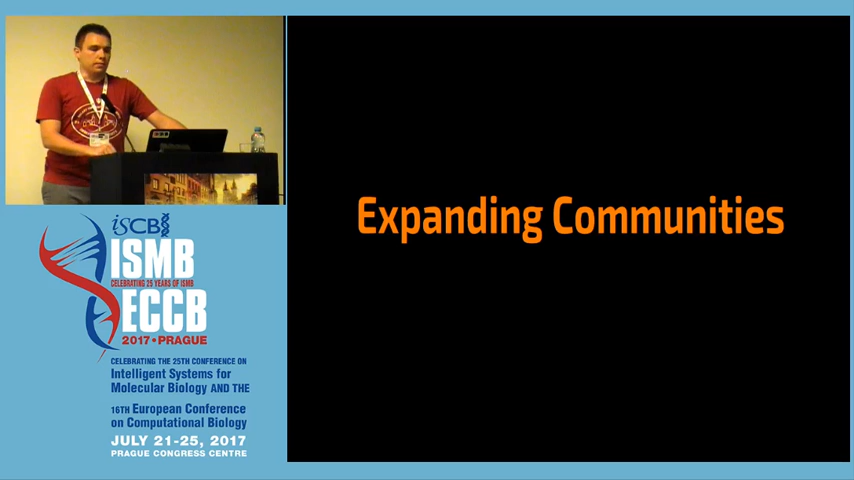 Expanding Communities
isCB
ISMB
CELEBRATING 25 YEARS OF ISMB
ECCB
2017 • PRAGUE
CELEBRATING THE 25TH CONFERENCE ON
Intelligent Systems for
Molecular Biology AND THE
16TH European Conference
on Computational Biology
JULY 21-25, 2017
PRAGUE CONGRESS CENTRE